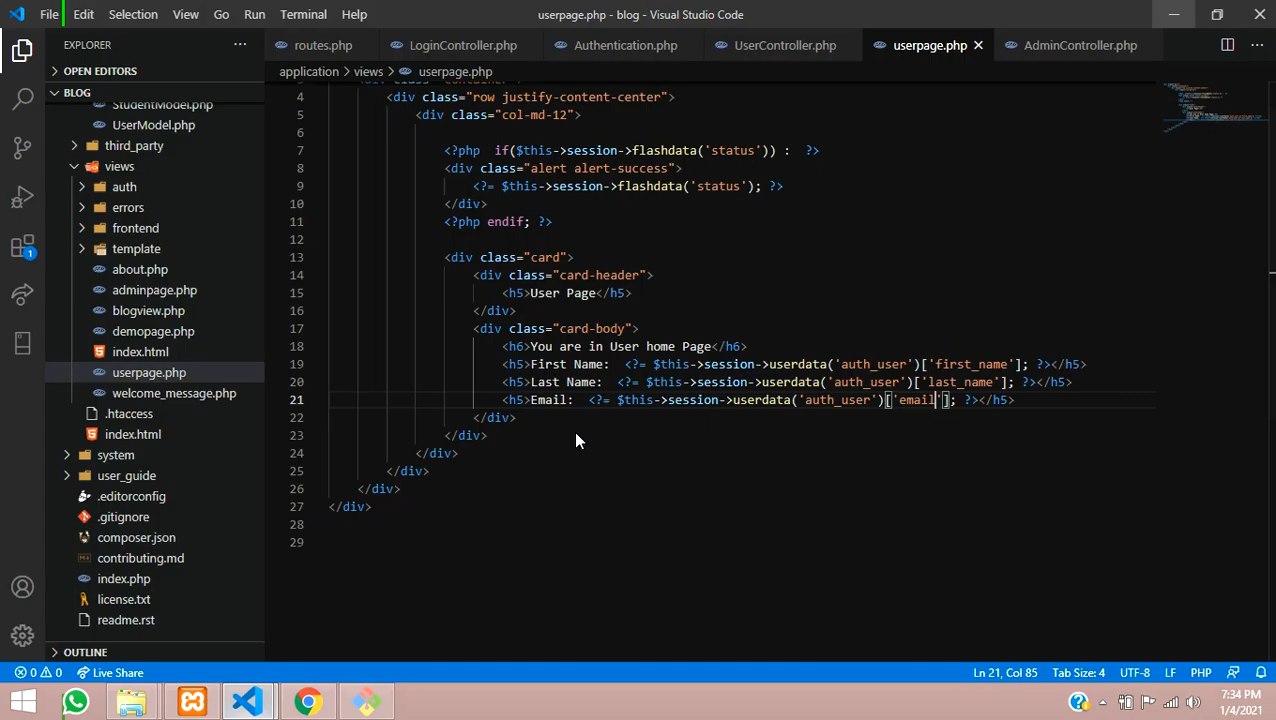 File Edit Selection View Go Run Terminal Help
userpage.php - blog - Visual Studio Code
EXPLORER
routes.php LoginController.php Authentication.php UserController.php userpage.php AdminController.php
OPEN EDITORS
BLOG
StudentModel.php
UserModel.php
third_party
views
auth
errors
frontend
template
about.php
adminpage.php
blogview.php
demopage.php
index.html
userpage.php
welcome_message.php
.htaccess
index.html
system
user_guide
.editorconfig
.gitignore
composer.json
contributing.md
index.php
license.txt
readme.rst
OUTLINE
application > views > userpage.php
4 <div class="row justify-content-center">
5 <div class="col-md-12">
6
7 <?php if($this->session->flashdata('status')) : ?>
8 <div class="alert alert-success">
9 <?= $this->session->flashdata('status'); ?>
10 </div>
11 <?php endif; ?>
12
13 <div class="card">
14 <div class="card-header">
15 <h5>User Page</h5>
16 </div>
17 <div class="card-body">
18 <h6>You are in User home Page</h6>
19 <h5>First Name: <?= $this->session->userdata('auth_user')['first_name']; ?></h5>
20 <h5>Last Name: <?= $this->session->userdata('auth_user')['last_name']; ?></h5>
21 <h5>Email: <?= $this->session->userdata('auth_user')['email']; ?></h5>
22 </div>
23 </div>
24 </div>
25 </div>
26 </div>
27 </div>
28
29
1
0 0 Live Share
Ln 21, Col 85 Tab Size: 4 UTF-8 LF PHP
7:34 PM
1/4/2021